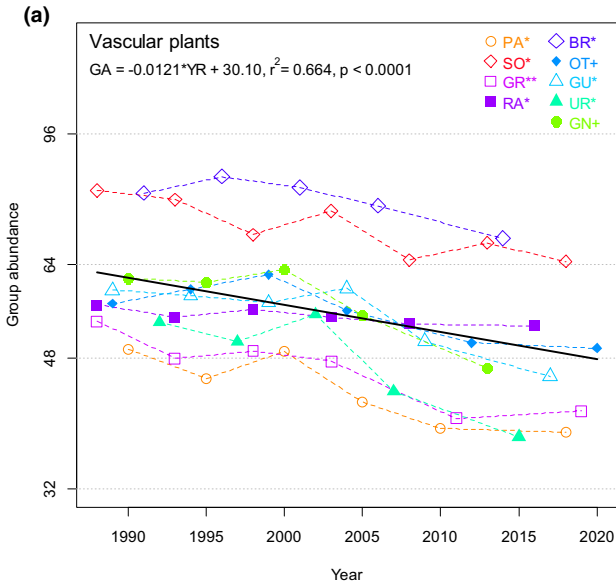 (a)
Vascular plants
GA = -0.0121*YR + 30.10, r²= 0.664, p < 0.0001
PA*
SO*
GR**
RA*
BR*
OT+
GU*
UR*
GN+
Group abundance
96
64
48
32
1990 1995 2000 2005 2010 2015 2020
Year